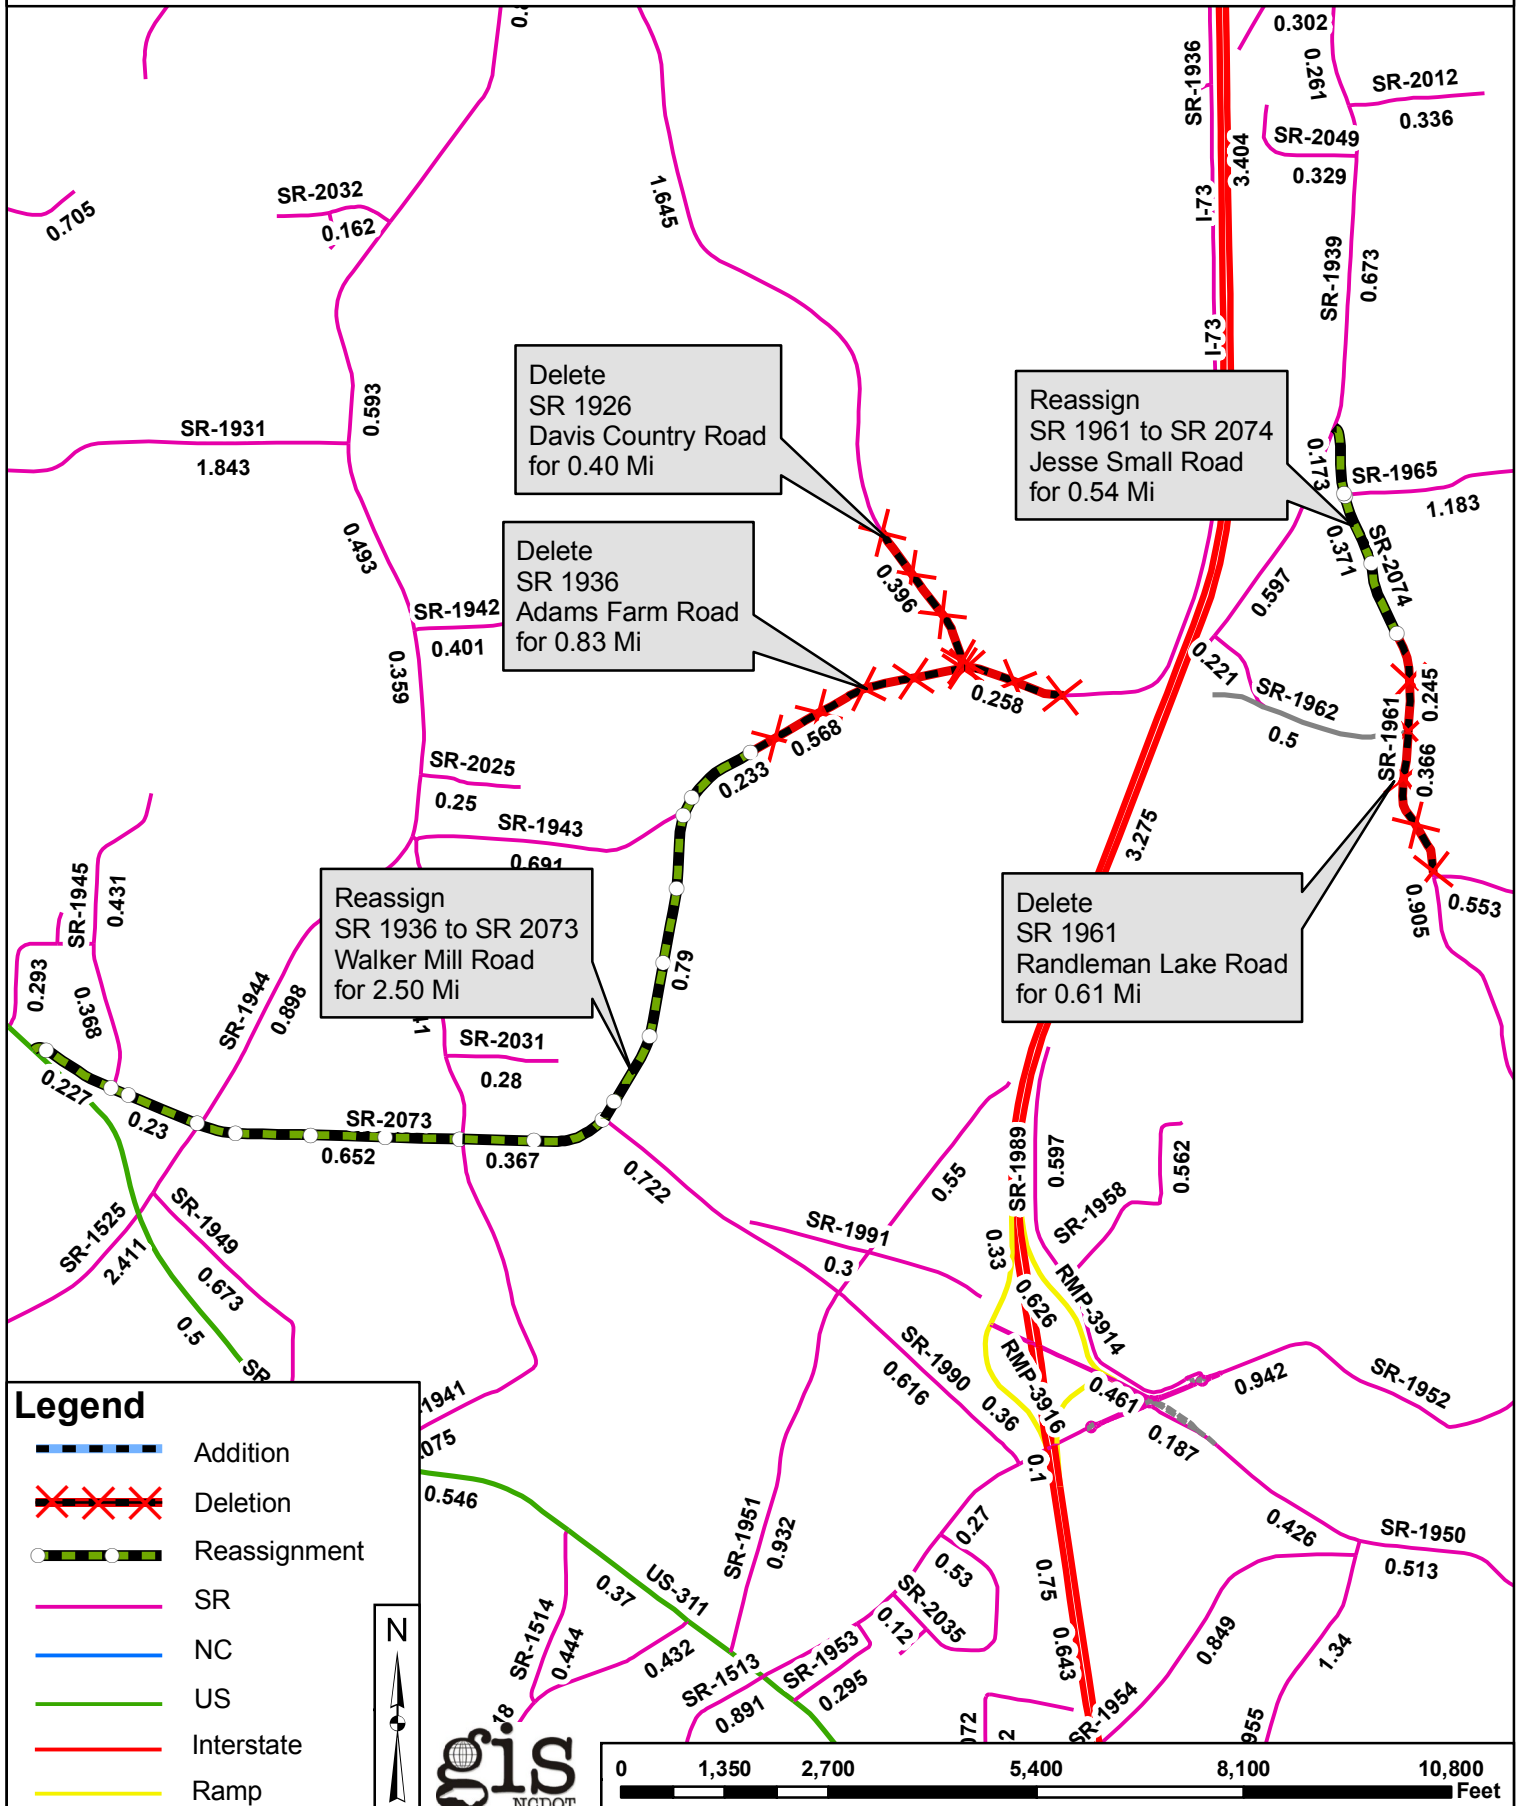 0.302
SR-1936
0.261
SR-2012
0.336
SR-2049
0.329
3.404
I-73
SR-2032
0.162
0.705
1.645
SR-1939
0.673
I-73
Delete
SR 1926
Davis Country Road
for 0.40 Mi
Reassign
SR 1961 to SR 2074
Jesse Small Road
for 0.54 Mi
0.593
SR-1931
1.843
0.173
SR-1965
1.183
0.493
Delete
SR 1936
Adams Farm Road
for 0.83 Mi
0.396
0.371
SR-2074
0.597
SR-1942
0.401
0.359
0.221
SR-1962
0.5
0.258
0.568
0.245
SR-1961
0.366
SR-2025
0.25
0.233
SR-1943
0.691
3.275
SR-1945
0.431
Reassign
SR 1936 to SR 2073
Walker Mill Road
for 2.50 Mi
Delete
SR 1961
Randleman Lake Road
for 0.61 Mi
0.905
0.553
0.293
0.368
SR-1944
0.898
0.79
41
SR-2031
0.28
0.227
0.23
SR-2073
0.652
0.367
0.722
0.55
SR-1989
0.597
0.562
SR-1958
SR-1991
0.3
SR-1525
2.411
SR-1949
0.673
0.5
SR
0.33
0.626
RMP-3914
RMP-3916
0.36
0.461
0.942
SR-1952
0.187
SR-1990
0.616
0.1
Legend
Addition
Deletion
Reassignment
SR
NC
US
Interstate
Ramp
1941
.075
0.546
SR-1951
0.932
0.27
0.53
0.426
SR-1950
0.513
0.37
US-311
0.75
SR-2035
0.12
SR-1514
0.444
0.432
SR-1953
0.295
SR-1513
0.891
0.643
0.849
1.34
SR-1954
955
072
2
18
N
gis
NCDOT
0 1,350 2,700 5,400 8,100 10,800
Feet